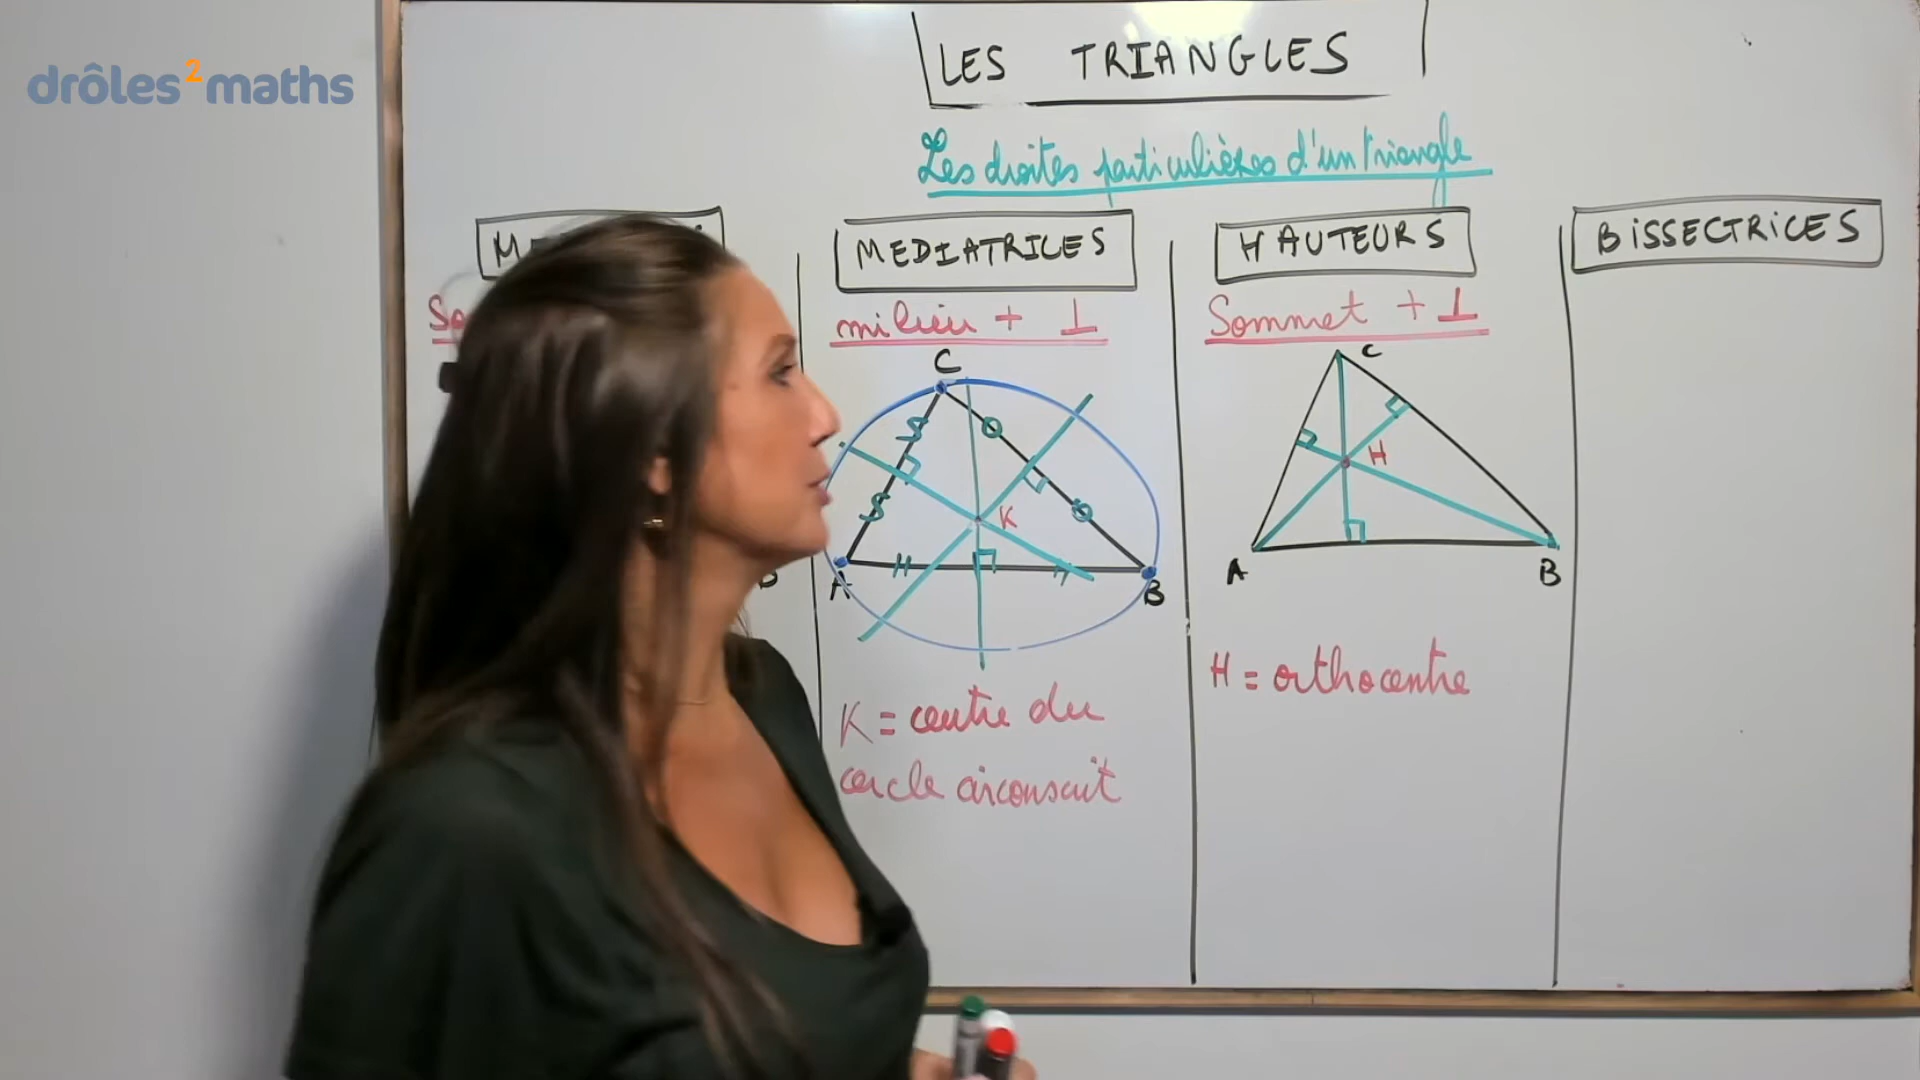 drôles²maths
LES TRIANGLES
Les droites particulières d'un triangle
MEDIATRICES
HAUTEURS
BISSECTRICES
milieu + ⊥
Sommet + ⊥
C
K
A
B
C
H
A
B
K = centre du
cercle circonscrit
H = orthocentre